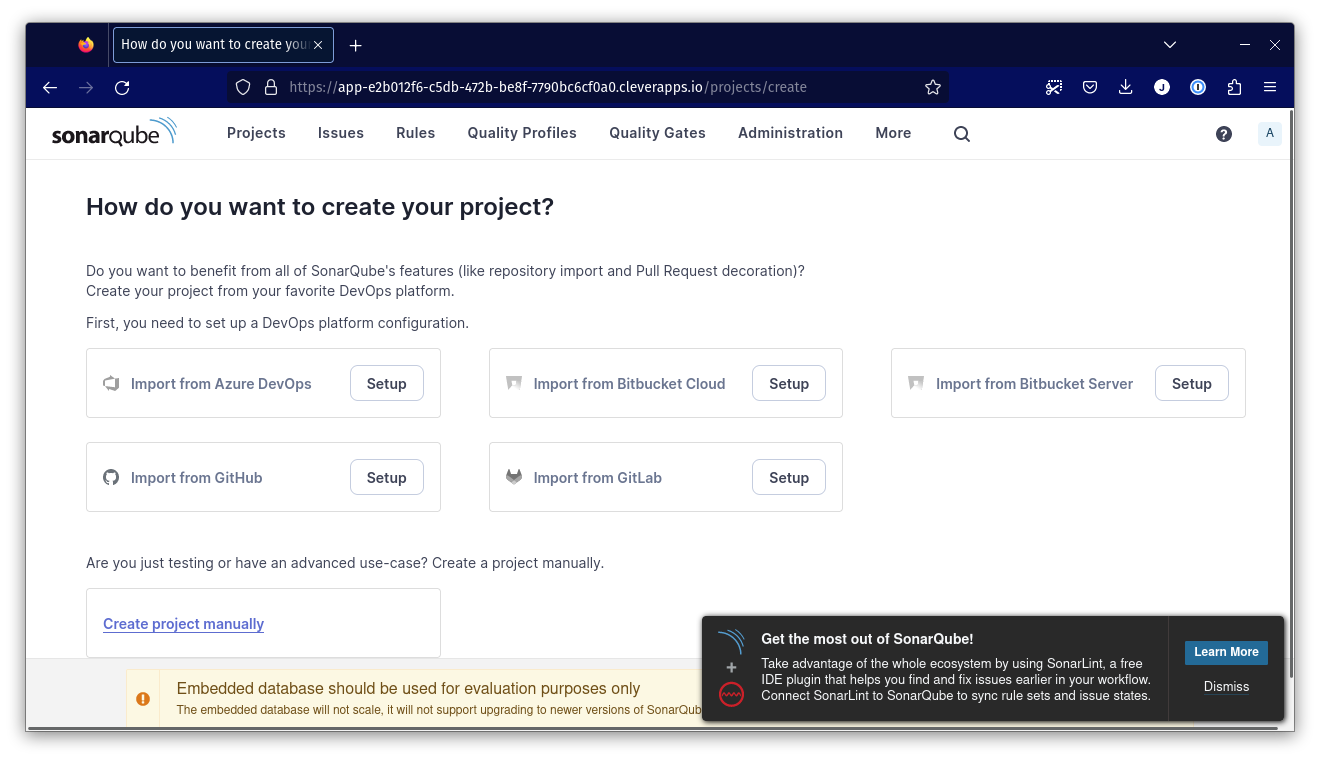 How do you want to create you
https://app-e2b012f6-c5db-472b-be8f-7790bc6cf0a0.cleverapps.io/projects/create
sonarqube Projects Issues Rules Quality Profiles Quality Gates Administration More A
How do you want to create your project?
Do you want to benefit from all of SonarQube's features (like repository import and Pull Request decoration)?
Create your project from your favorite DevOps platform.
First, you need to set up a DevOps platform configuration.
Import from Azure DevOps Setup
Import from Bitbucket Cloud Setup
Import from Bitbucket Server Setup
Import from GitHub Setup
Import from GitLab Setup
Are you just testing or have an advanced use-case? Create a project manually.
Create project manually
Get the most out of SonarQube!
Take advantage of the whole ecosystem by using SonarLint, a free
IDE plugin that helps you find and fix issues earlier in your workflow.
Connect SonarLint to SonarQube to sync rule sets and issue states.
Learn More
Dismiss
Embedded database should be used for evaluation purposes only
The embedded database will not scale, it will not support upgrading to newer versions of SonarQub